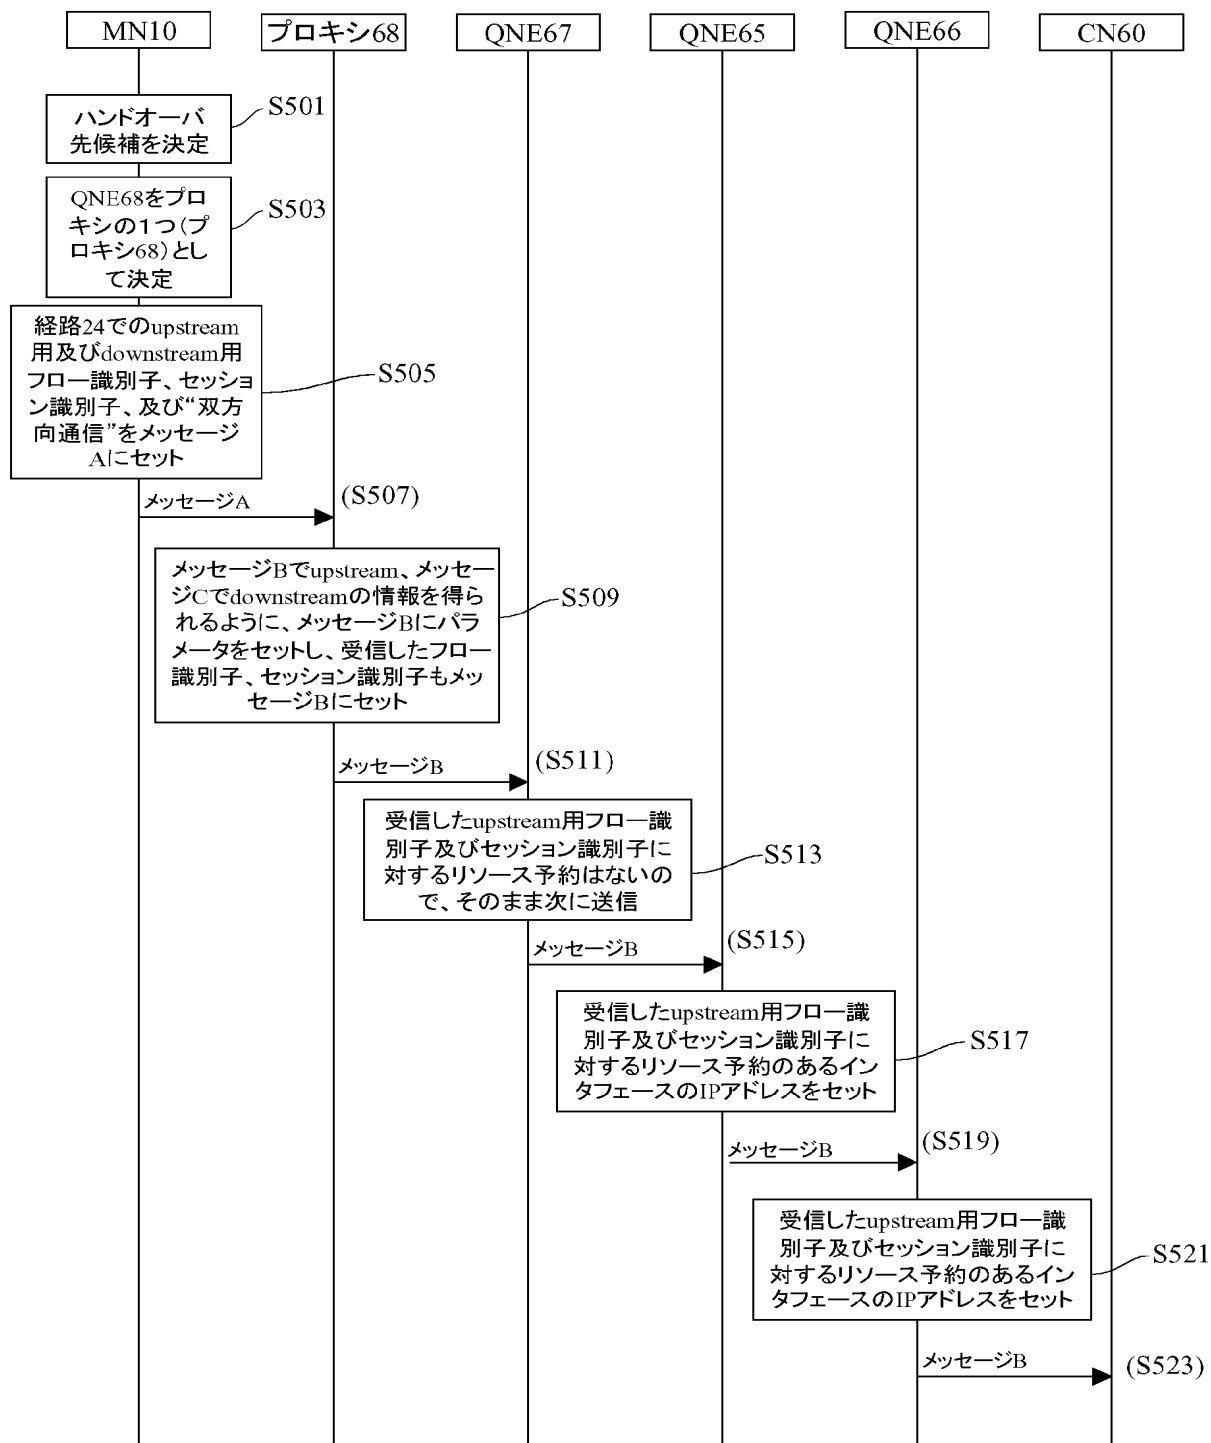 MN10
プロキシ68
QNE67
QNE65
QNE66
CN60
ハンドオーバ
先候補を決定
S501
QNE68をプロ
キシの１つ(プ
ロキシ68)とし
て決定
S503
経路24でのupstream
用及びdownstream用
フロー識別子、セッショ
ン識別子、及び“双方
向通信”をメッセージ
Aにセット
S505
メッセージA
(S507)
メッセージBでupstream、メッセー
ジCでdownstreamの情報を得ら
れるように、メッセージBにパラ
メータをセットし、受信したフロー
識別子、セッション識別子もメッ
セージBにセット
S509
メッセージB
(S511)
受信したupstream用フロー識
別子及びセッション識別子に
対するリソース予約はないの
で、そのまま次に送信
S513
メッセージB
(S515)
受信したupstream用フロー識
別子及びセッション識別子に
対するリソース予約のあるイン
タフェースのIPアドレスをセット
S517
メッセージB
(S519)
受信したupstream用フロー識
別子及びセッション識別子に
対するリソース予約のあるイン
タフェースのIPアドレスをセット
S521
メッセージB
(S523)